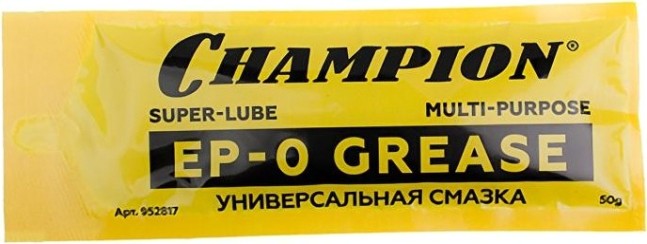 CHAMPION®
SUPER-LUBE MULTI-PURPOSE
EP-0 GREASE
УНИВЕРСАЛЬНАЯ СМАЗКА
Арт. 952817 50g